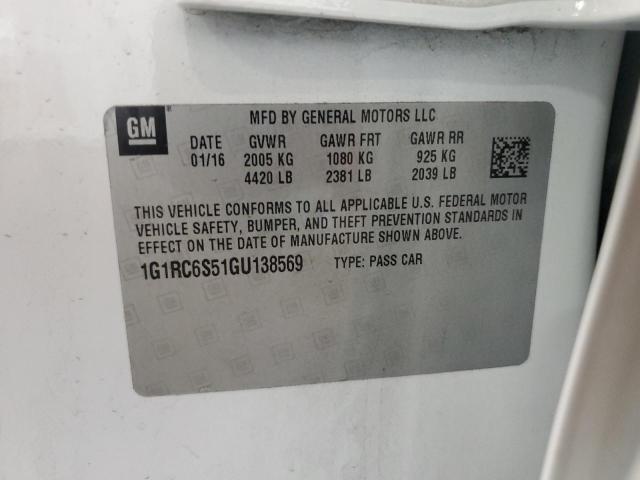 GM
MFD BY GENERAL MOTORS LLC
DATE GVWR GAWR FRT GAWR RR
01/16 2005 KG 1080 KG 925 KG
4420 LB 2381 LB 2039 LB
THIS VEHICLE CONFORMS TO ALL APPLICABLE U.S. FEDERAL MOTOR
VEHICLE SAFETY, BUMPER, AND THEFT PREVENTION STANDARDS IN
EFFECT ON THE DATE OF MANUFACTURE SHOWN ABOVE.
1G1RC6S51GU138569 TYPE: PASS CAR